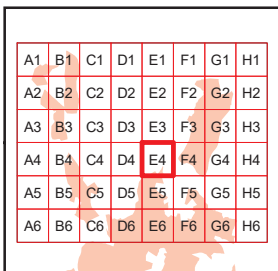 A1 B1 C1 D1 E1 F1 G1 H1
A2 B2 C2 D2 E2 F2 G2 H2
A3 B3 C3 D3 E3 F3 G3 H3
A4 B4 C4 D4 E4 F4 G4 H4
A5 B5 C5 D5 E5 F5 G5 H5
A6 B6 C6 D6 E6 F6 G6 H6